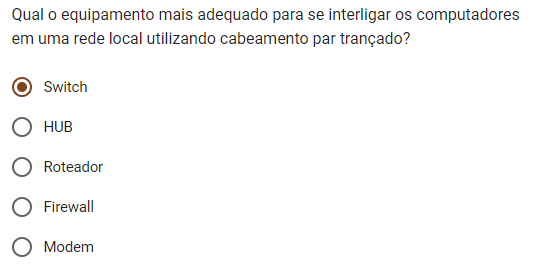 Qual o equipamento mais adequado para se interligar os computadores
em uma rede local utilizando cabeamento par trançado?
Switch
HUB
Roteador
Firewall
Modem